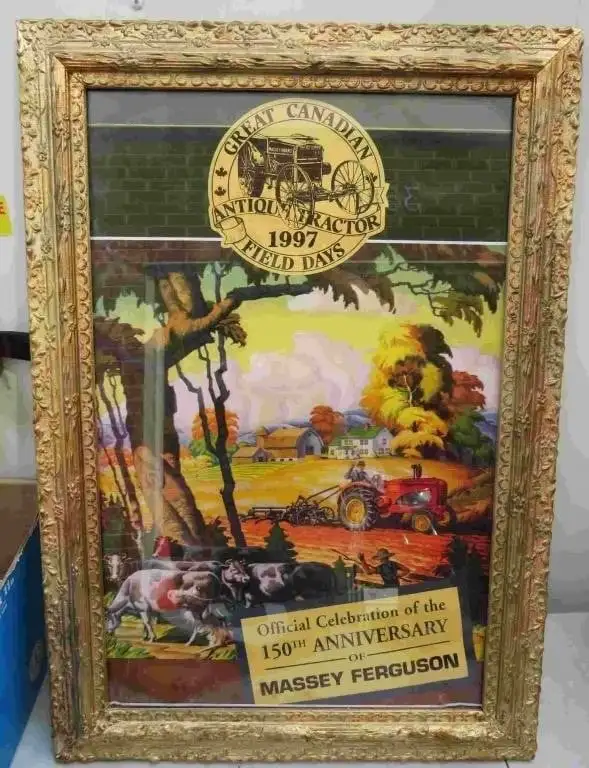 GREAT CANADIAN
ANTIQUE TRACTOR
1997
FIELD DAYS
Official Celebration of the
150TH ANNIVERSARY
OF
MASSEY FERGUSON